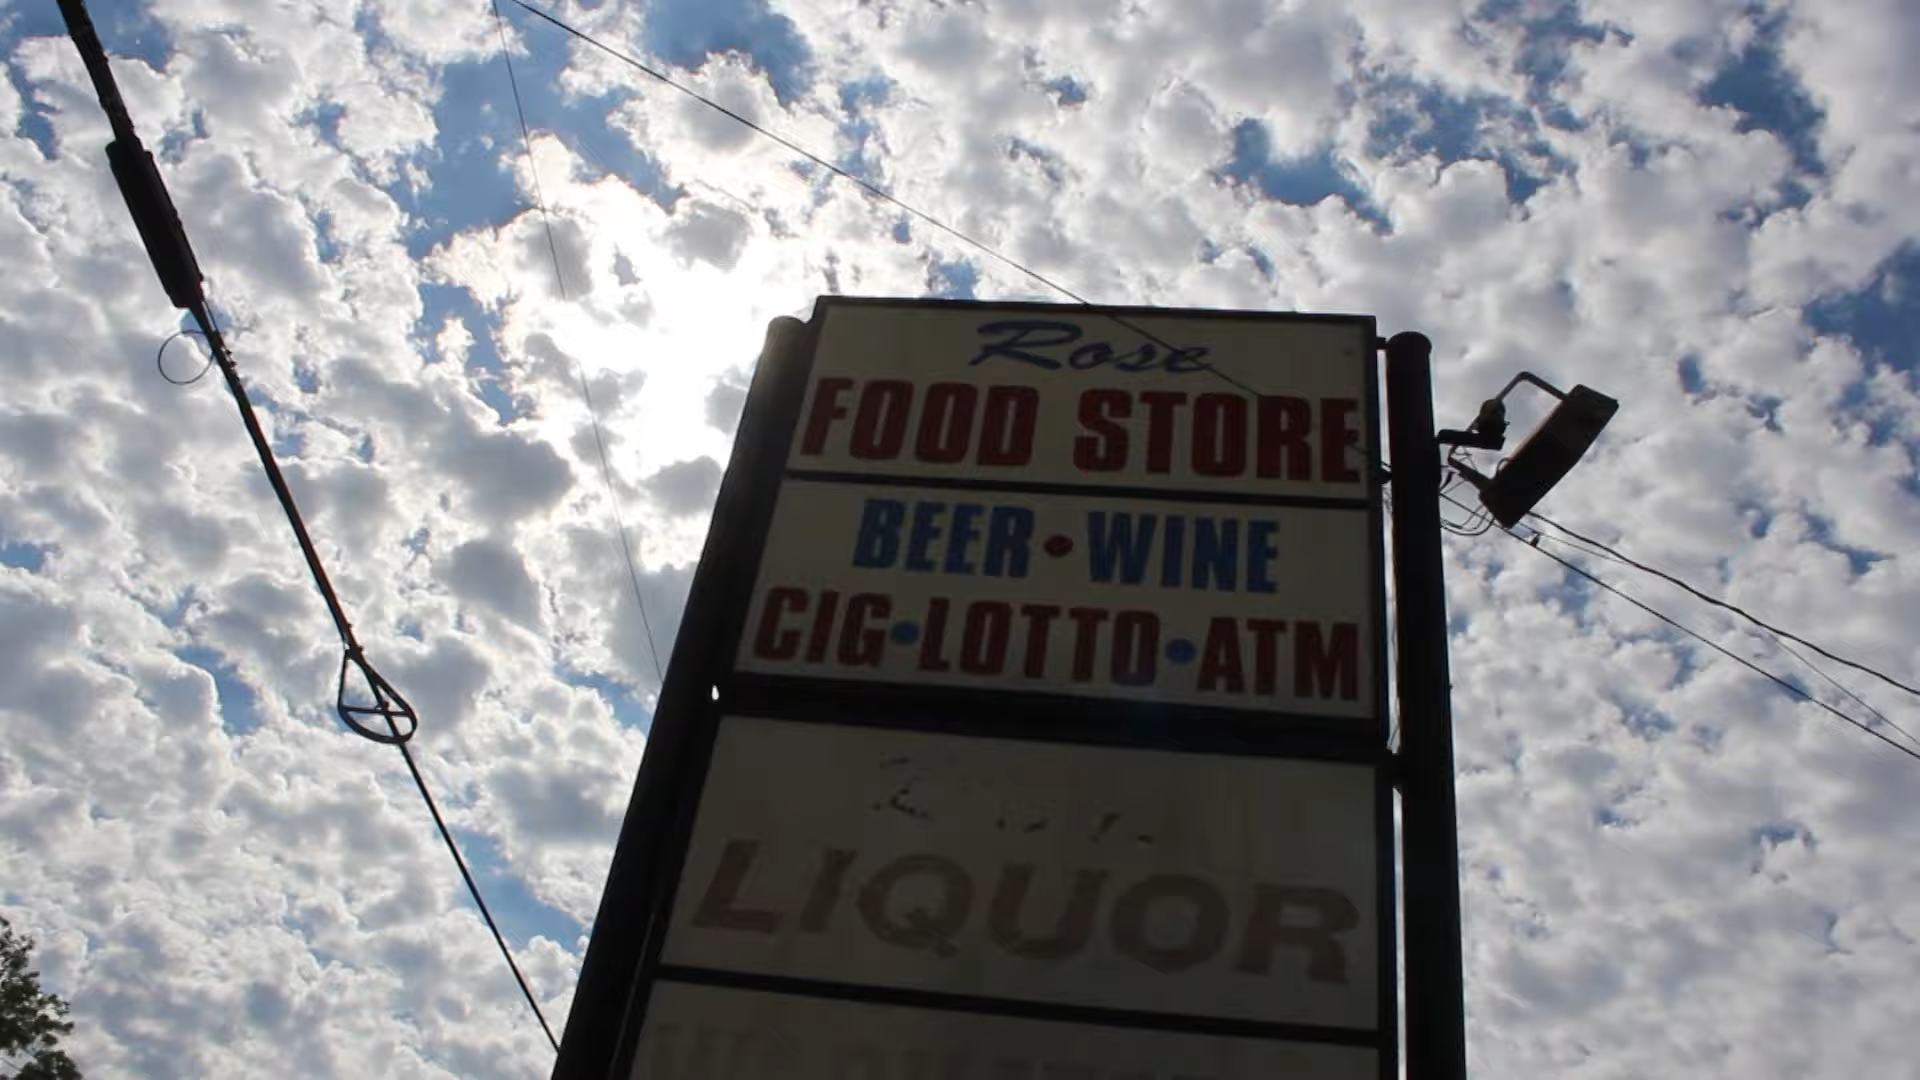 Rose
FOOD STORE
BEER • WINE
CIG • LOTTO • ATM
LIQUOR